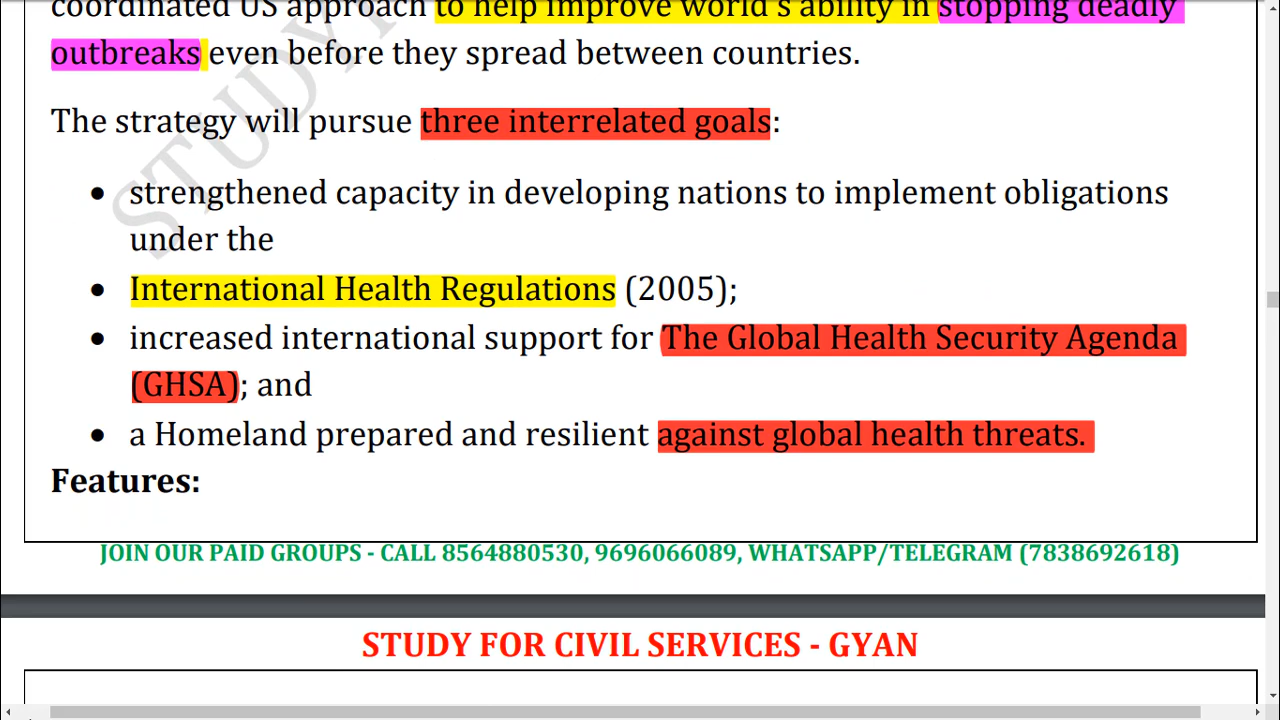 coordinated US approach to help improve world's ability in stopping deadly
outbreaks even before they spread between countries.
The strategy will pursue three interrelated goals:
• strengthened capacity in developing nations to implement obligations
under the
• International Health Regulations (2005);
• increased international support for The Global Health Security Agenda
(GHSA); and
• a Homeland prepared and resilient against global health threats.
Features:
JOIN OUR PAID GROUPS - CALL 8564880530, 9696066089, WHATSAPP/TELEGRAM (7838692618)
STUDY FOR CIVIL SERVICES - GYAN
STUDY